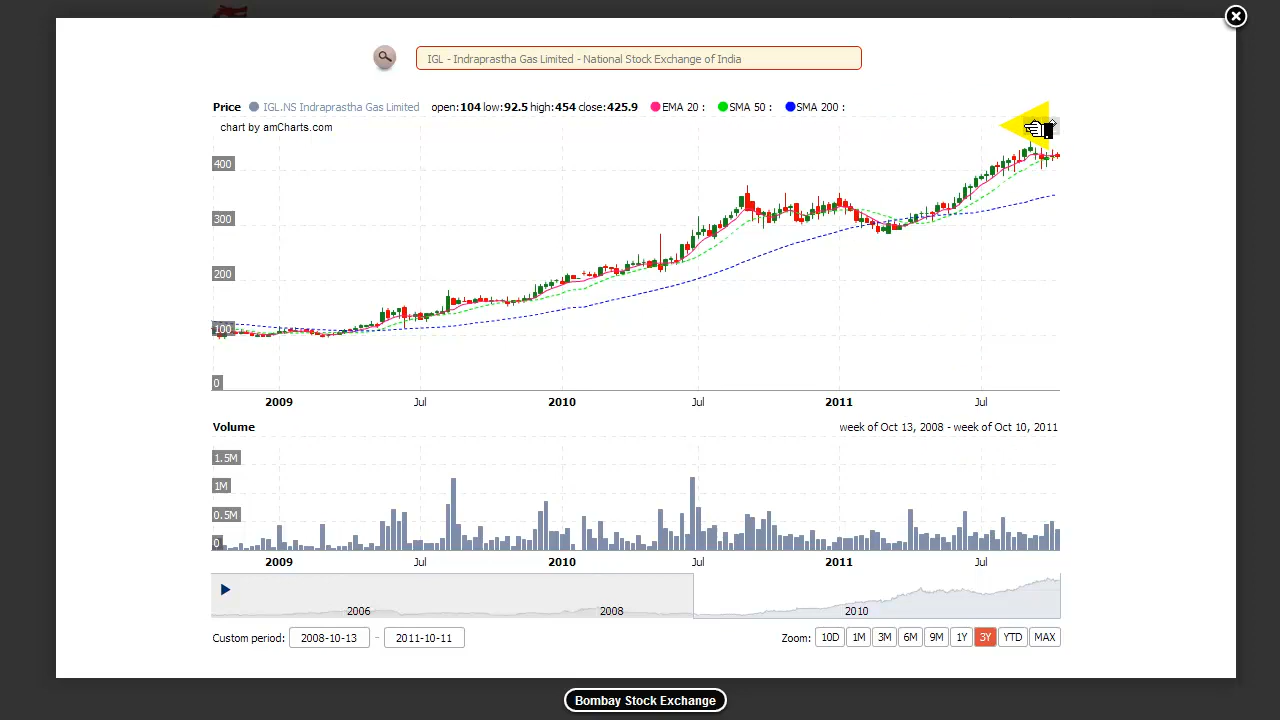 IGL - Indraprastha Gas Limited - National Stock Exchange of India
Price IGL.NS Indraprastha Gas Limited open:104 low:92.5 high:454 close:425.9 EMA 20 : SMA 50 : SMA 200 :
chart by amCharts.com
400
300
200
100
0
2009 Jul 2010 Jul 2011 Jul
Volume week of Oct 13, 2008 - week of Oct 10, 2011
1.5M
1M
0.5M
0
2009 Jul 2010 Jul 2011 Jul
2006 2008 2010
Custom period: 2008-10-13 - 2011-10-11 Zoom: 10D 1M 3M 6M 9M 1Y 3Y YTD MAX
Bombay Stock Exchange